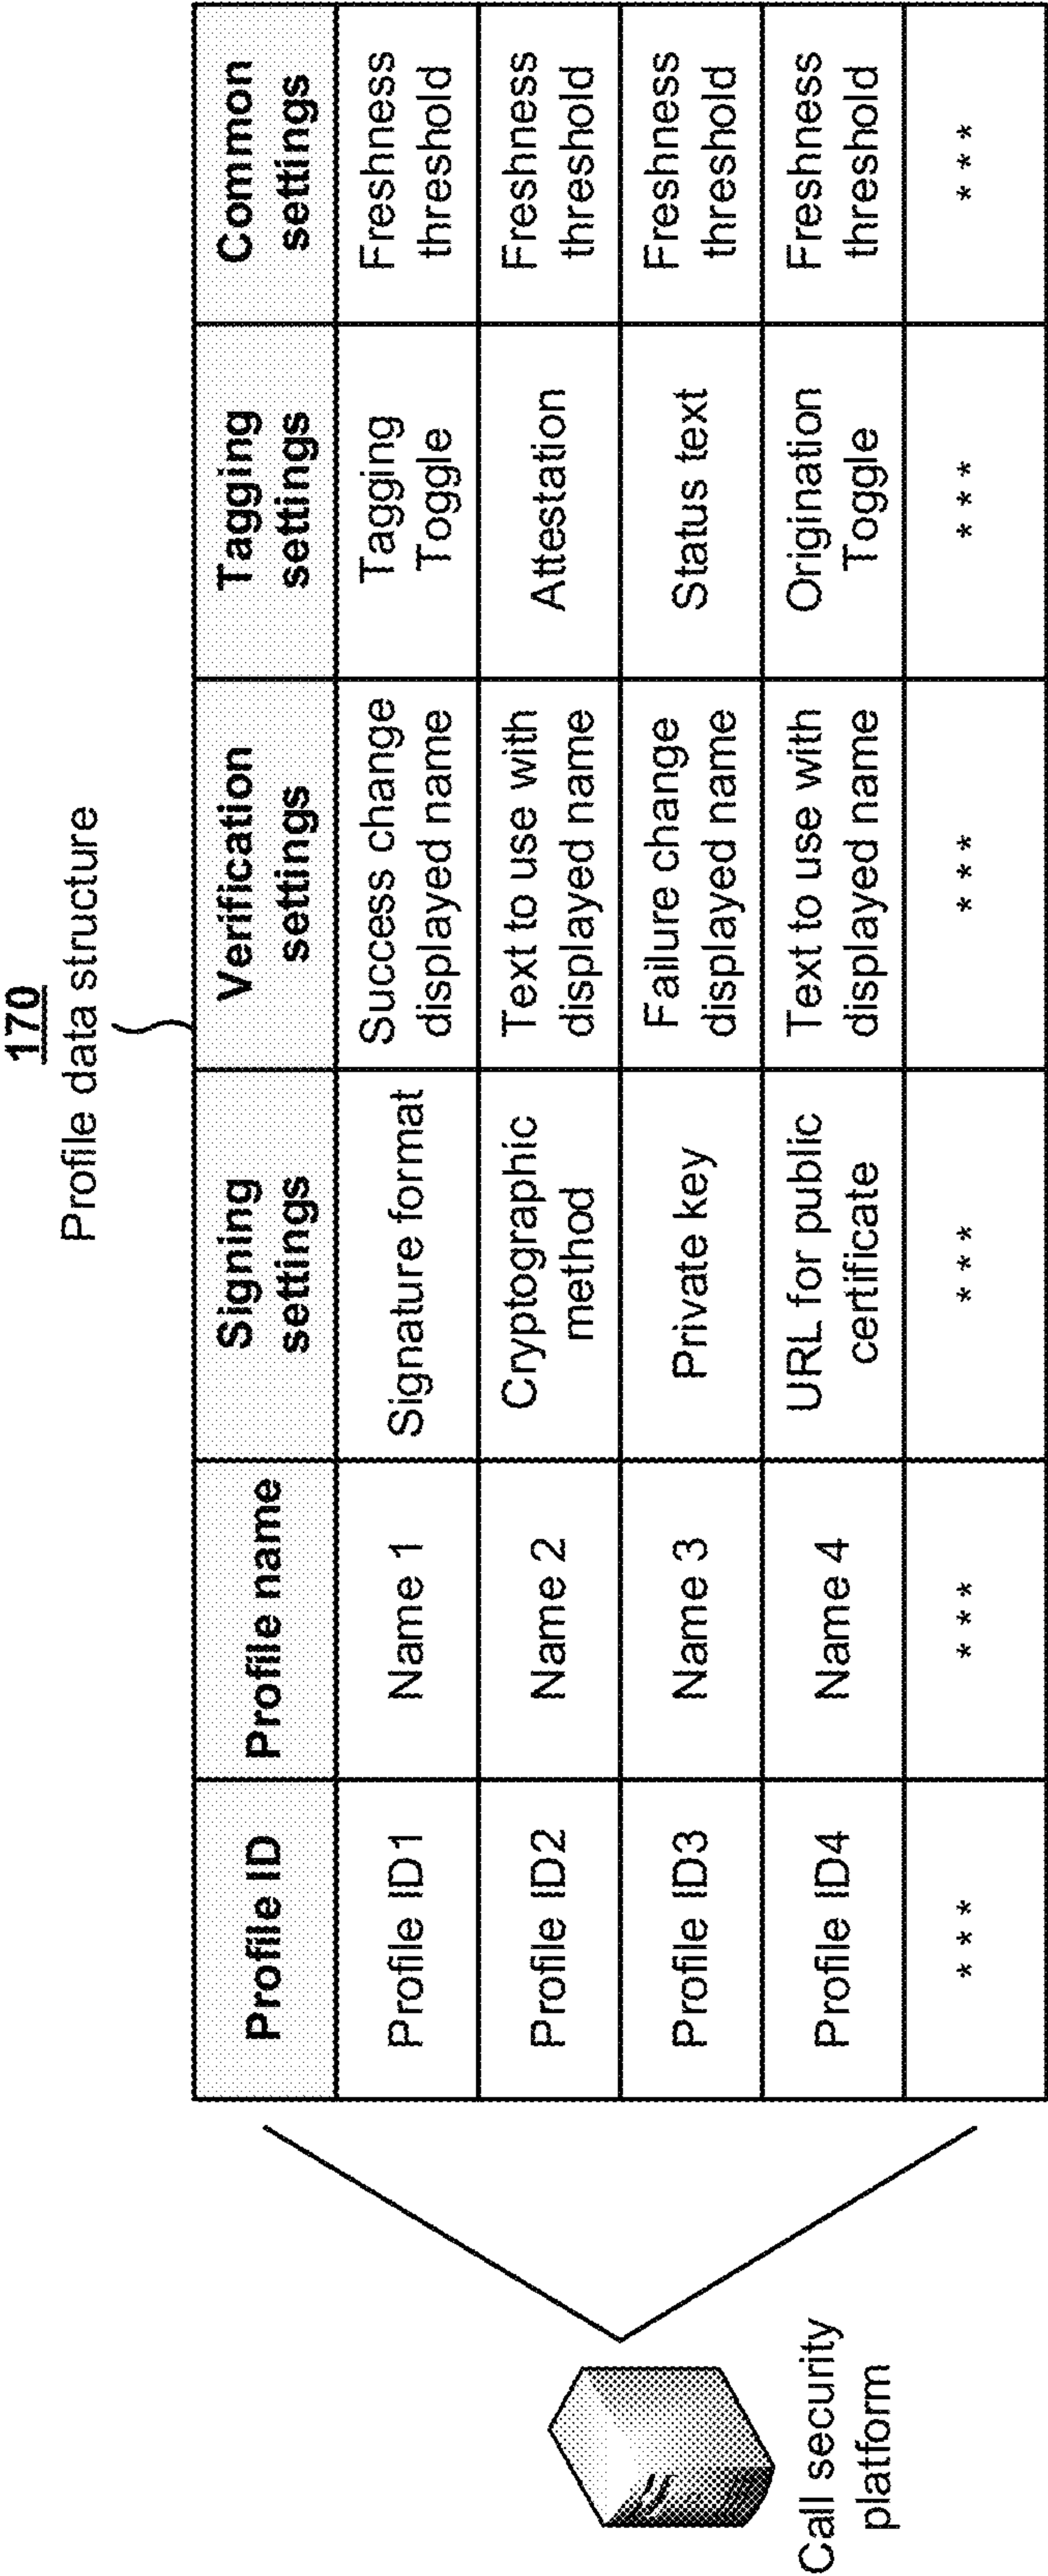 170
Profile data structure
Profile ID
Profile name
Signing
settings
Verification
settings
Tagging
settings
Common
settings
Profile ID1
Name 1
Signature format
Success change
displayed name
Tagging
Toggle
Freshness
threshold
Profile ID2
Name 2
Cryptographic
method
Text to use with
displayed name
Attestation
Freshness
threshold
Profile ID3
Name 3
Private key
Failure change
displayed name
Status text
Freshness
threshold
Profile ID4
Name 4
URL for public
certificate
Text to use with
displayed name
Origination
Toggle
Freshness
threshold
***
***
***
***
***
***
Call security
platform